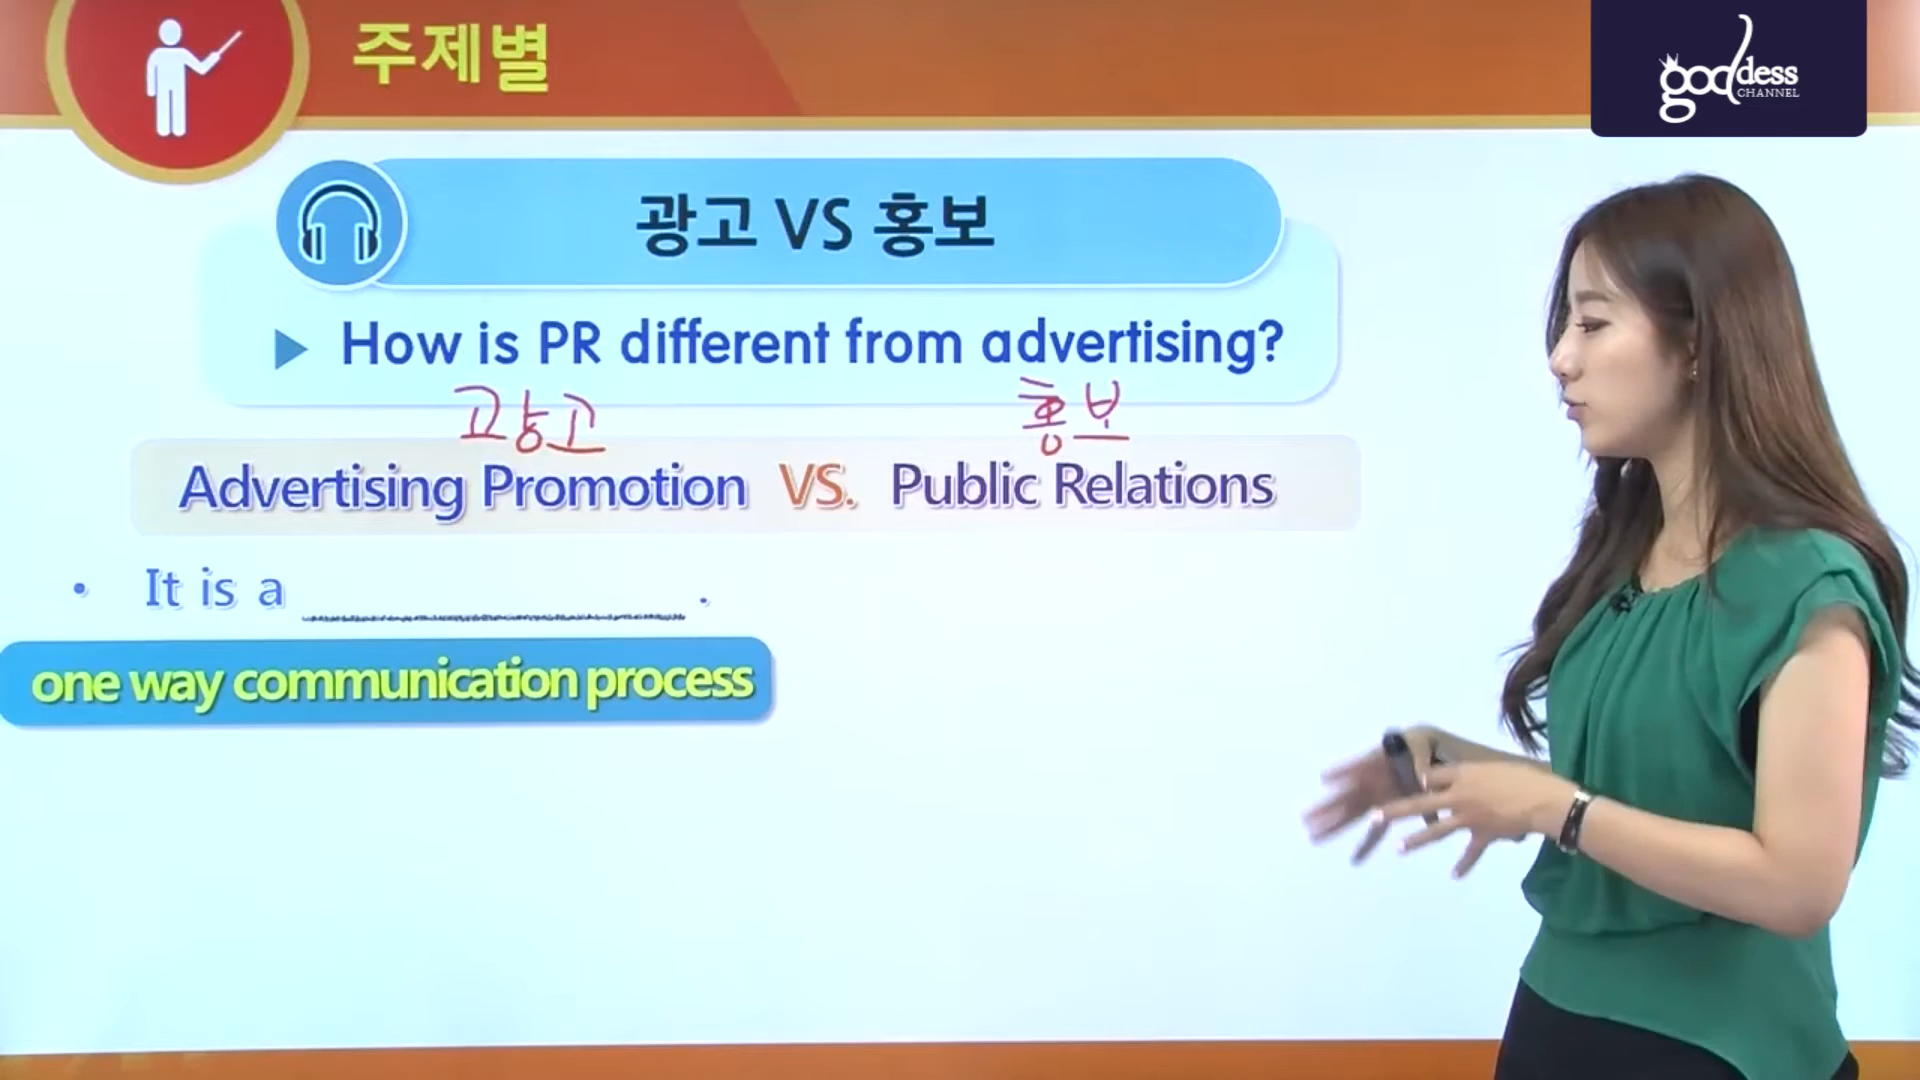 주제별
goddess
CHANNEL
광고 VS 홍보
How is PR different from advertising?
광고 홍보
Advertising Promotion VS. Public Relations
• It is a ____________ .
one way communication process